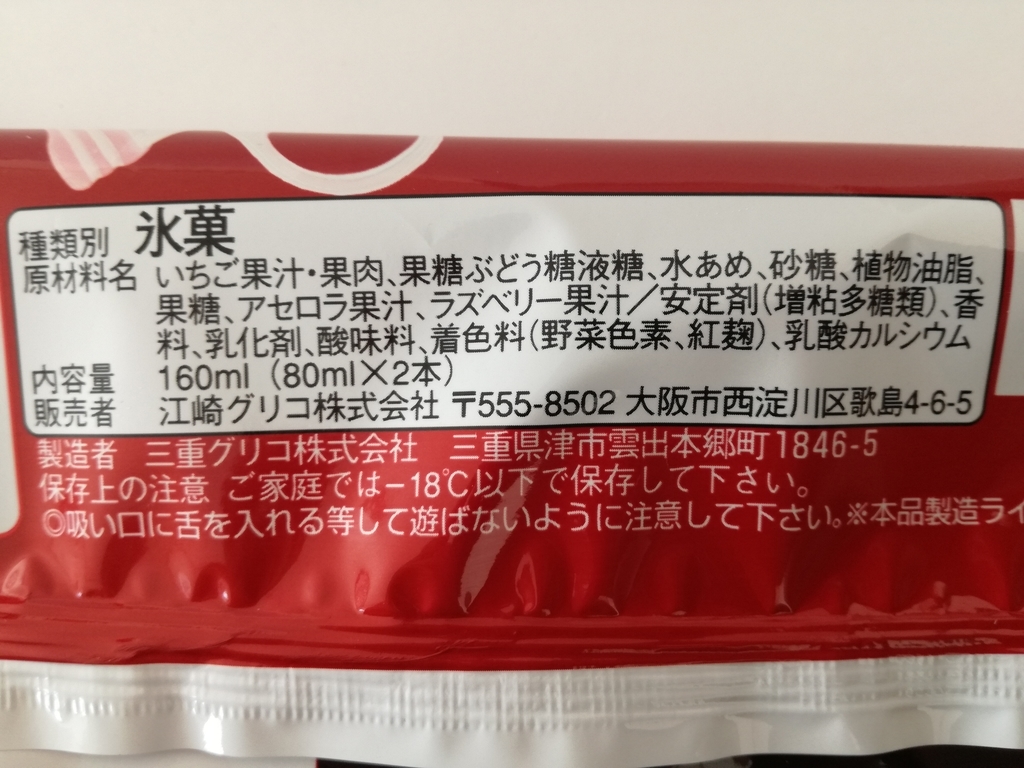 種類別 氷菓
原材料名 いちご果汁・果肉、果糖ぶどう糖液糖、水あめ、砂糖、植物油脂、
果糖、アセロラ果汁、ラズベリー果汁／安定剤(増粘多糖類)、香
料、乳化剤、酸味料、着色料(野菜色素、紅麹)、乳酸カルシウム
内容量 160ml (80ml×2本)
販売者 江崎グリコ株式会社 〒555-8502 大阪市西淀川区歌島4-6-5
製造者 三重グリコ株式会社 三重県津市雲出本郷町1846-5
保存上の注意 ご家庭では－18℃以下で保存して下さい。
◎吸い口に舌を入れる等して遊ばないように注意して下さい。※本品製造ライ